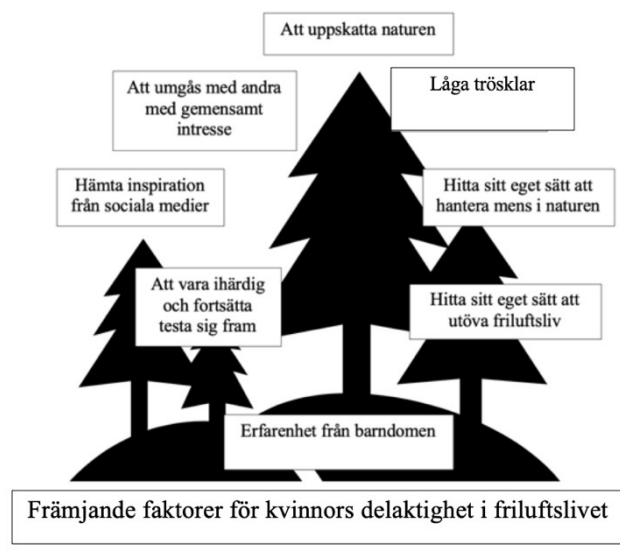 Att uppskatta naturen
Att umgås med andra
med gemensamt
intresse
Låga trösklar
Hämta inspiration
från sociala medier
Hitta sitt eget sätt att
hantera mens i naturen
Att vara ihärdig
och fortsätta
testa sig fram
Hitta sitt eget sätt att
utöva friluftsliv
Erfarenhet från barndomen
Främjande faktorer för kvinnors delaktighet i friluftslivet